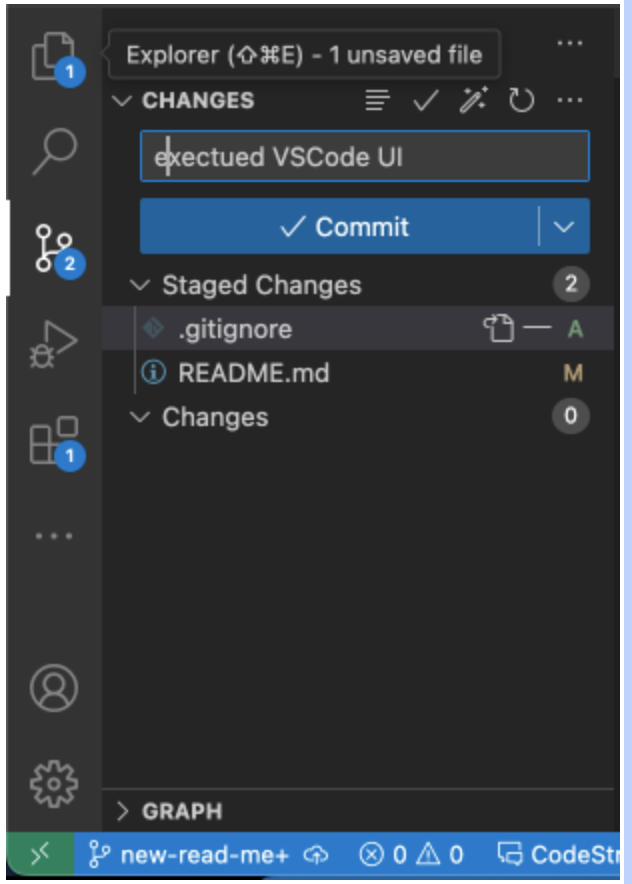 1
Explorer (⇧⌘E) - 1 unsaved file
CHANGES
exectued VSCode UI
Commit
2
Staged Changes 2
.gitignore A
README.md M
Changes 0
1
GRAPH
new-read-me+ 0 0 CodeStr